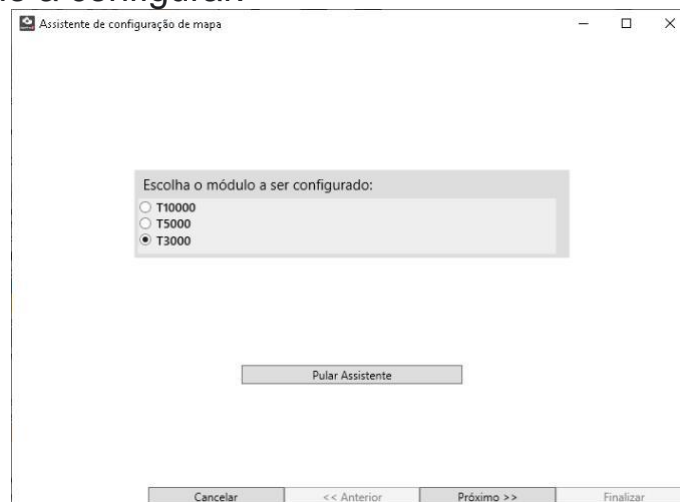 Assistente de configuração de mapa
Escolha o módulo a ser configurado:
T10000
T5000
T3000
Pular Assistente
Cancelar
<< Anterior
Próximo >>
Finalizar